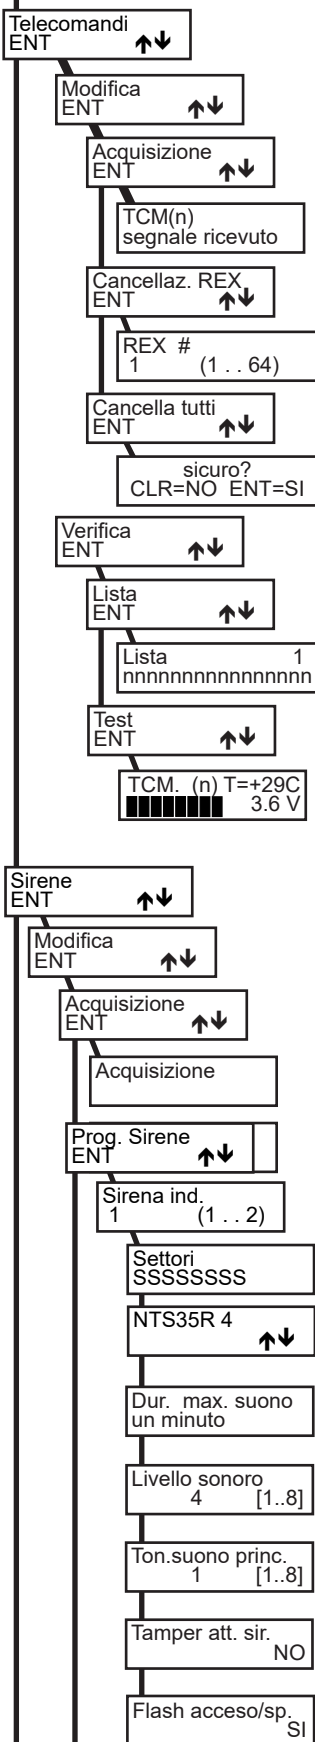 Telecomandi
ENT ↑↓
Modifica
ENT ↑↓
Acquisizione
ENT ↑↓
TCM(n)
segnale ricevuto
Cancellaz. REX
ENT ↑↓
REX #
1 (1 . . 64)
Cancella tutti
ENT ↑↓
sicuro?
CLR=NO ENT=SI
Verifica
ENT ↑↓
Lista
ENT ↑↓
Lista 1
nnnnnnnnnnnnnnnn
Test
ENT ↑↓
TCM. (n) T=+29C
3.6 V
Sirene
ENT ↑↓
Modifica
ENT ↑↓
Acquisizione
ENT ↑↓
Acquisizione
Prog. Sirene
ENT ↑↓
Sirena ind.
1 (1 . . 2)
Settori
SSSSSSSS
NTS35R 4
↑↓
Dur. max. suono
un minuto
Livello sonoro
4 [1..8]
Ton.suono princ.
1 [1..8]
Tamper att. sir.
NO
Flash acceso/sp.
SI